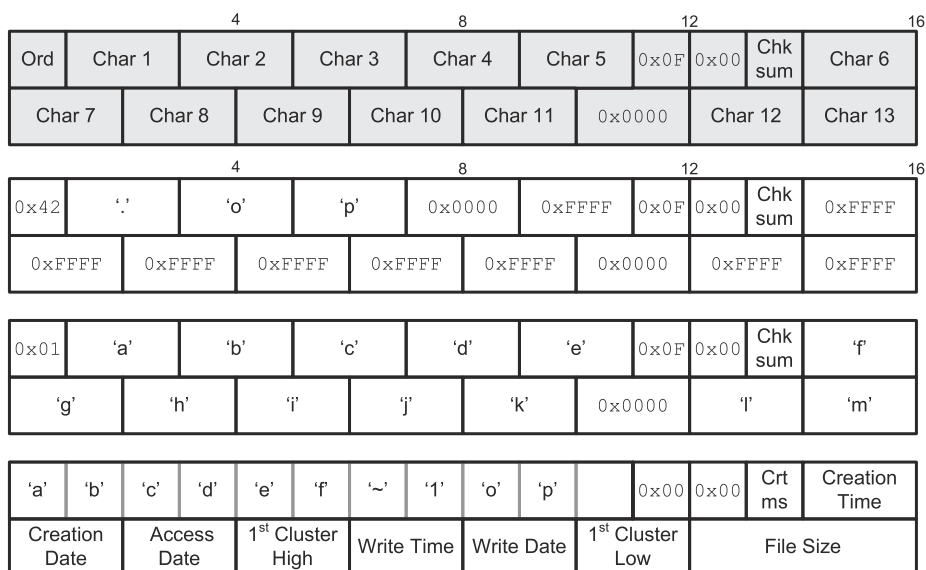 4 8 12 16
Ord Char 1 Char 2 Char 3 Char 4 Char 5 0x0F 0x00 Chk sum Char 6
Char 7 Char 8 Char 9 Char 10 Char 11 0x0000 Char 12 Char 13
4 8 12 16
0x42 ‘.’ ‘o’ ‘p’ 0x0000 0xFFFF 0x0F 0x00 Chk sum 0xFFFF
0xFFFF 0xFFFF 0xFFFF 0xFFFF 0xFFFF 0x0000 0xFFFF 0xFFFF
0x01 ‘a’ ‘b’ ‘c’ ‘d’ ‘e’ 0x0F 0x00 Chk sum ‘f’
‘g’ ‘h’ ‘i’ ‘j’ ‘k’ 0x0000 ‘l’ ‘m’
‘a’ ‘b’ ‘c’ ‘d’ ‘e’ ‘f’ ‘~’ ‘1’ ‘o’ ‘p’ 0x00 0x00 Crt ms Creation Time
Creation Date Access Date 1st Cluster High Write Time Write Date 1st Cluster Low File Size